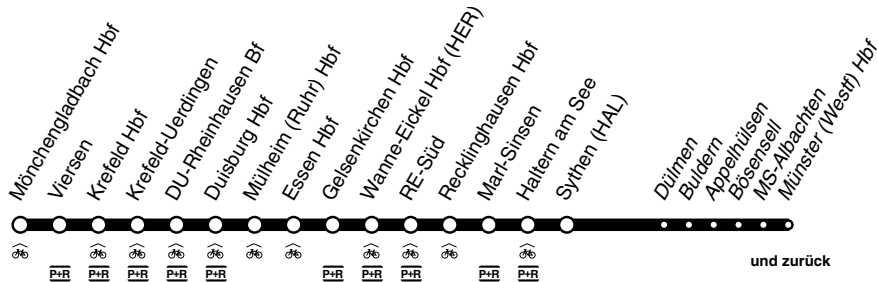 Mönchengladbach Hbf
Viersen
Krefeld Hbf
Krefeld-Uerdingen
DU-Rheinhausen Bf
Duisburg Hbf
Mülheim (Ruhr) Hbf
Essen Hbf
Gelsenkirchen Hbf
Wanne-Eickel Hbf (HER)
RE-Süd
Recklinghausen Hbf
Marl-Sinsen
Haltern am See
Sythen (HAL)
Dülmen
Buldern
Appelhülsen
Bösensell
MS-Albachten
Münster (Westf) Hbf
und zurück
P+R P+R P+R P+R P+R P+R P+R P+R P+R P+R